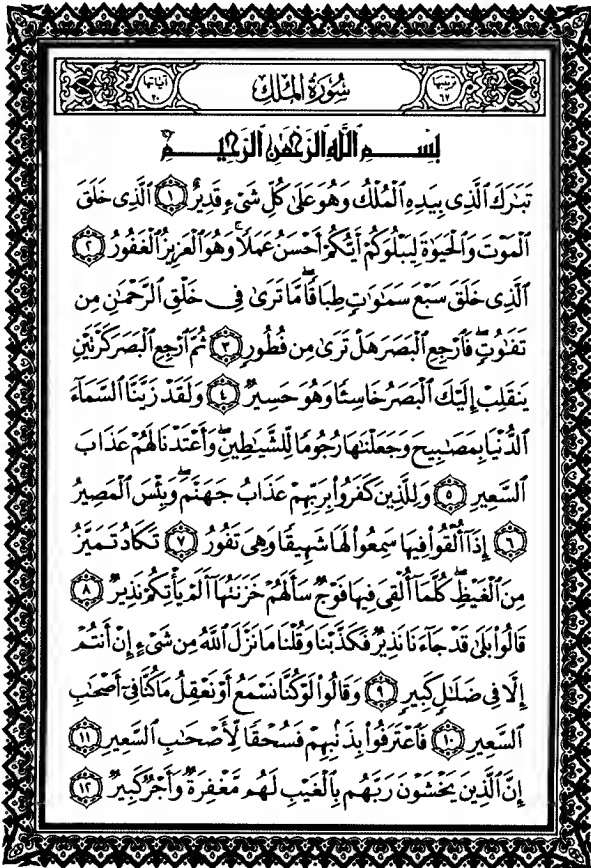 ترتيبها ٦٧ سُورَةُ المُلْكِ آياتها ٣٠
بِسْمِ اللَّهِ الرَّحْمَٰنِ الرَّحِيمِ
تَبَٰرَكَ ٱلَّذِى بِيَدِهِ ٱلْمُلْكُ وَهُوَ عَلَىٰ كُلِّ شَىْءٍ قَدِيرٌ ١ ٱلَّذِى خَلَقَ
ٱلْمَوْتَ وَٱلْحَيَوٰةَ لِيَبْلُوَكُمْ أَيُّكُمْ أَحْسَنُ عَمَلًا ۚ وَهُوَ ٱلْعَزِيزُ ٱلْغَفُورُ ٢
ٱلَّذِى خَلَقَ سَبْعَ سَمَٰوَٰتٍ طِبَاقًا ۖ مَّا تَرَىٰ فِى خَلْقِ ٱلرَّحْمَٰنِ مِن
تَفَٰوُتٍ ۖ فَٱرْجِعِ ٱلْبَصَرَ هَلْ تَرَىٰ مِن فُطُورٍ ٣ ثُمَّ ٱرْجِعِ ٱلْبَصَرَ كَرَّتَيْنِ
يَنقَلِبْ إِلَيْكَ ٱلْبَصَرُ خَاسِئًا وَهُوَ حَسِيرٌ ٤ وَلَقَدْ زَيَّنَّا ٱلسَّمَآءَ
ٱلدُّنْيَا بِمَصَٰبِيحَ وَجَعَلْنَٰهَا رُجُومًا لِّلشَّيَٰطِينِ ۖ وَأَعْتَدْنَا لَهُمْ عَذَابَ
ٱلسَّعِيرِ ٥ وَلِلَّذِينَ كَفَرُوا۟ بِرَبِّهِمْ عَذَابُ جَهَنَّمَ ۖ وَبِئْسَ ٱلْمَصِيرُ
٦ إِذَآ أُلْقُوا۟ فِيهَا سَمِعُوا۟ لَهَا شَهِيقًا وَهِىَ تَفُورُ ٧ تَكَادُ تَمَيَّزُ
مِنَ ٱلْغَيْظِ ۖ كُلَّمَآ أُلْقِىَ فِيهَا فَوْجٌ سَأَلَهُمْ خَزَنَتُهَآ أَلَمْ يَأْتِكُمْ نَذِيرٌ ٨
قَالُوا۟ بَلَىٰ قَدْ جَآءَنَا نَذِيرٌ فَكَذَّبْنَا وَقُلْنَا مَا نَزَّلَ ٱللَّهُ مِن شَىْءٍ إِنْ أَنتُمْ
إِلَّا فِى ضَلَٰلٍ كَبِيرٍ ٩ وَقَالُوا۟ لَوْ كُنَّا نَسْمَعُ أَوْ نَعْقِلُ مَا كُنَّا فِىٓ أَصْحَٰبِ
ٱلسَّعِيرِ ١٠ فَٱعْتَرَفُوا۟ بِذَنۢبِهِمْ فَسُحْقًا لِّأَصْحَٰبِ ٱلسَّعِيرِ ١١
إِنَّ ٱلَّذِينَ يَخْشَوْنَ رَبَّهُم بِٱلْغَيْبِ لَهُم مَّغْفِرَةٌ وَأَجْرٌ كَبِيرٌ ١٢